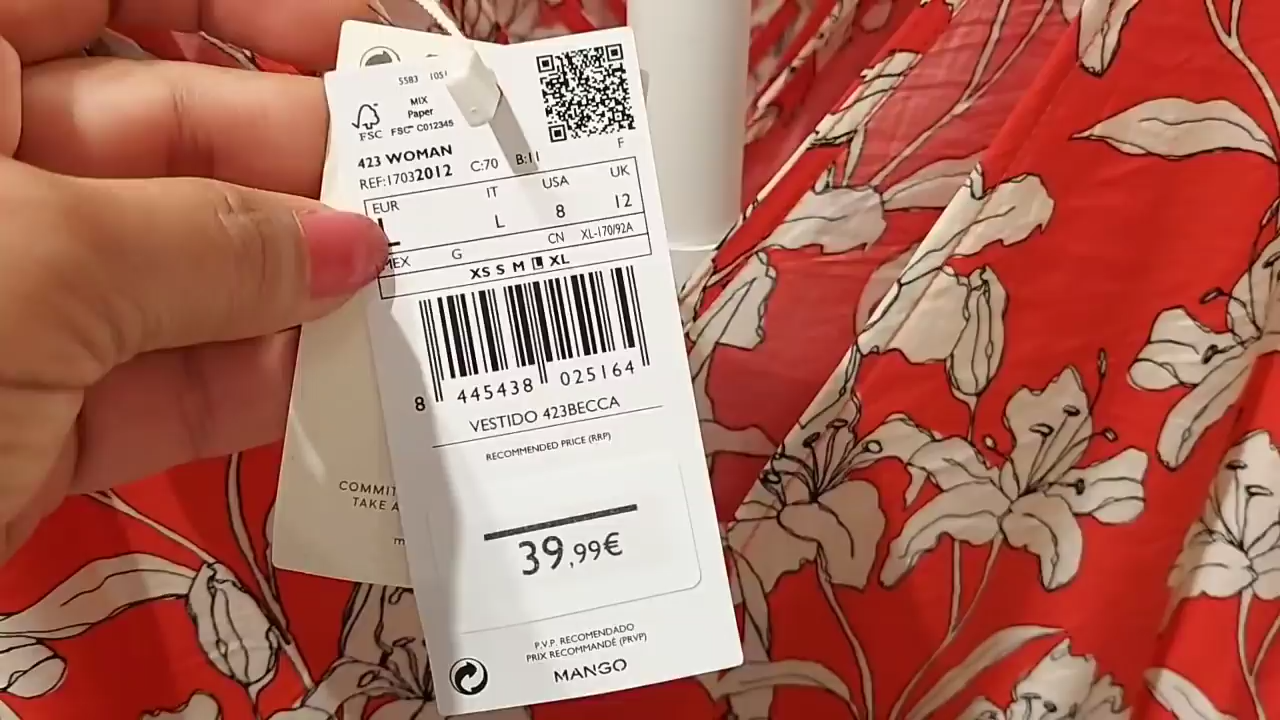 5583 1051
MIX
Paper
FSC FSC™ C012345
423 WOMAN
REF:17032012 C:70 B:11 F
EUR IT USA UK
L L 8 12
MEX G CN XL-170/92A
XS S M L XL
8 445438 025164
VESTIDO 423BECCA
RECOMMENDED PRICE (RRP)
39,99€
P.V.P. RECOMENDADO
PRIX RECOMMANDÉ (PRVP)
MANGO
COMMIT
TAKE A